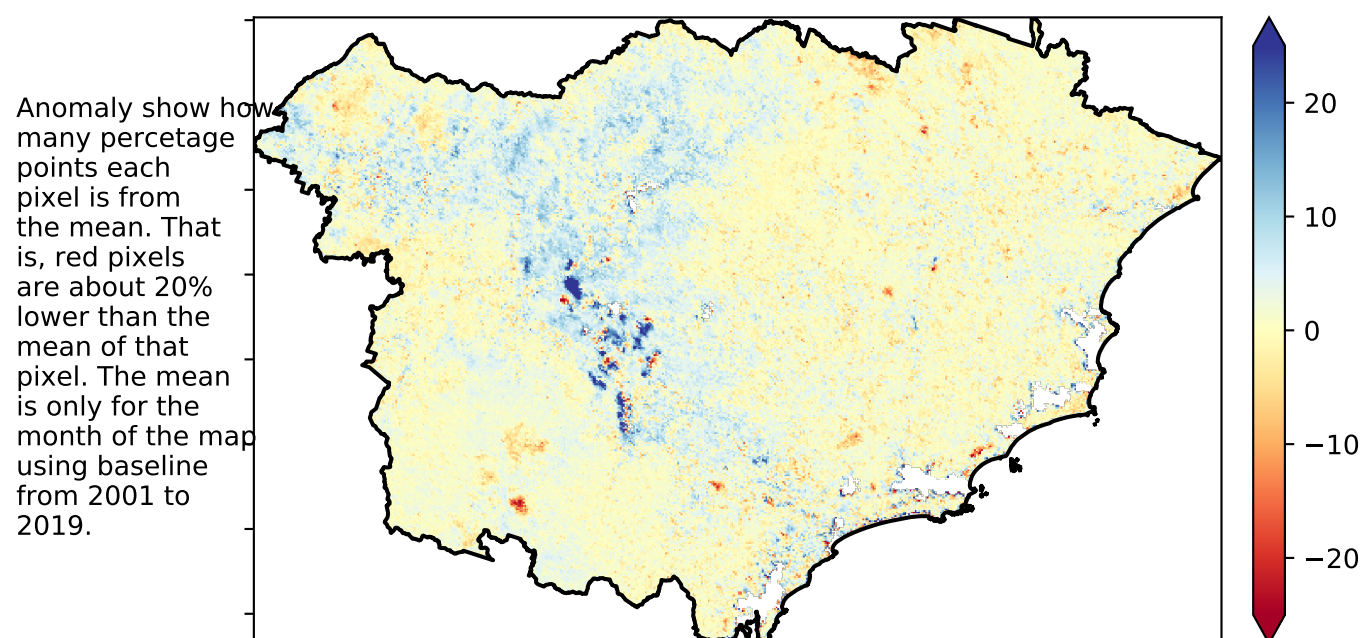 Anomaly show how
many percetage
points each
pixel is from
the mean. That
is, red pixels
are about 20%
lower than the
mean of that
pixel. The mean
is only for the
month of the map
using baseline
from 2001 to
2019.
20
10
0
−10
−20